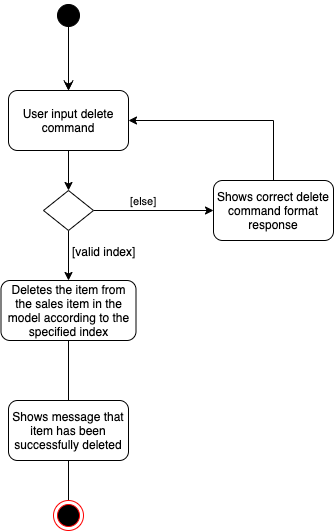 User input delete
command
[else]
Shows correct delete
command format
response
[valid index]
Deletes the item from
the sales item in the
model according to the
specified index
Shows message that
item has been
successfully deleted